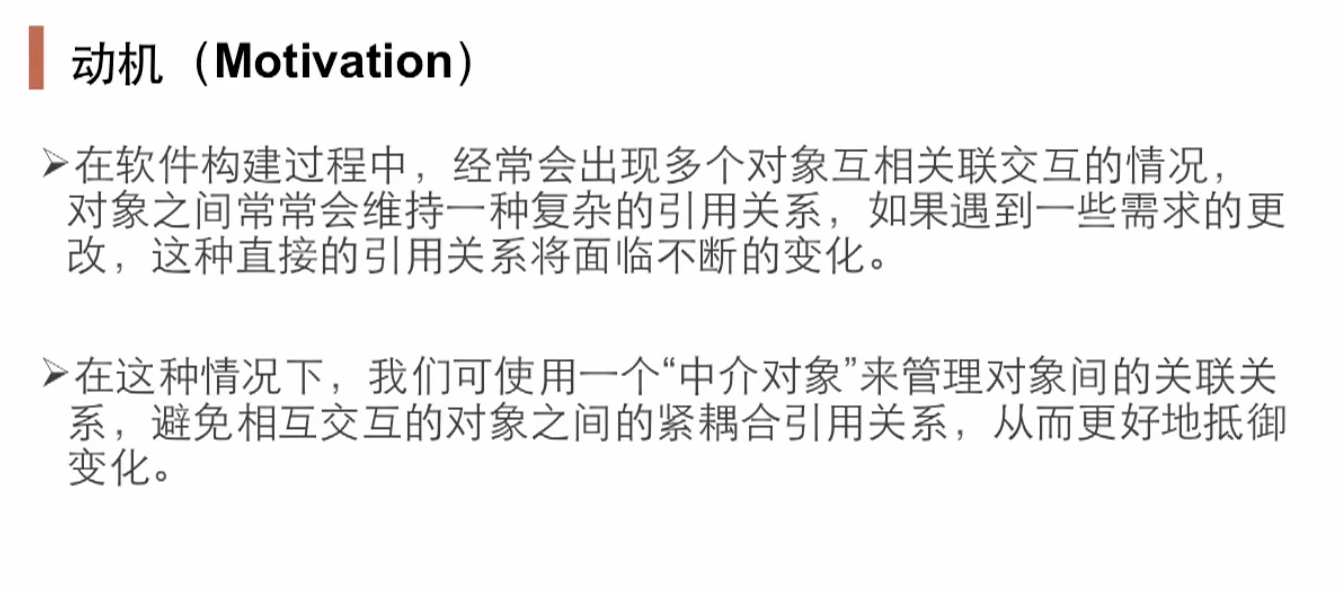 动机（Motivation）
➢在软件构建过程中，经常会出现多个对象互相关联交互的情况，
对象之间常常会维持一种复杂的引用关系，如果遇到一些需求的更
改，这种直接的引用关系将面临不断的变化。
➢在这种情况下，我们可使用一个“中介对象”来管理对象间的关联关
系，避免相互交互的对象之间的紧耦合引用关系，从而更好地抵御
变化。